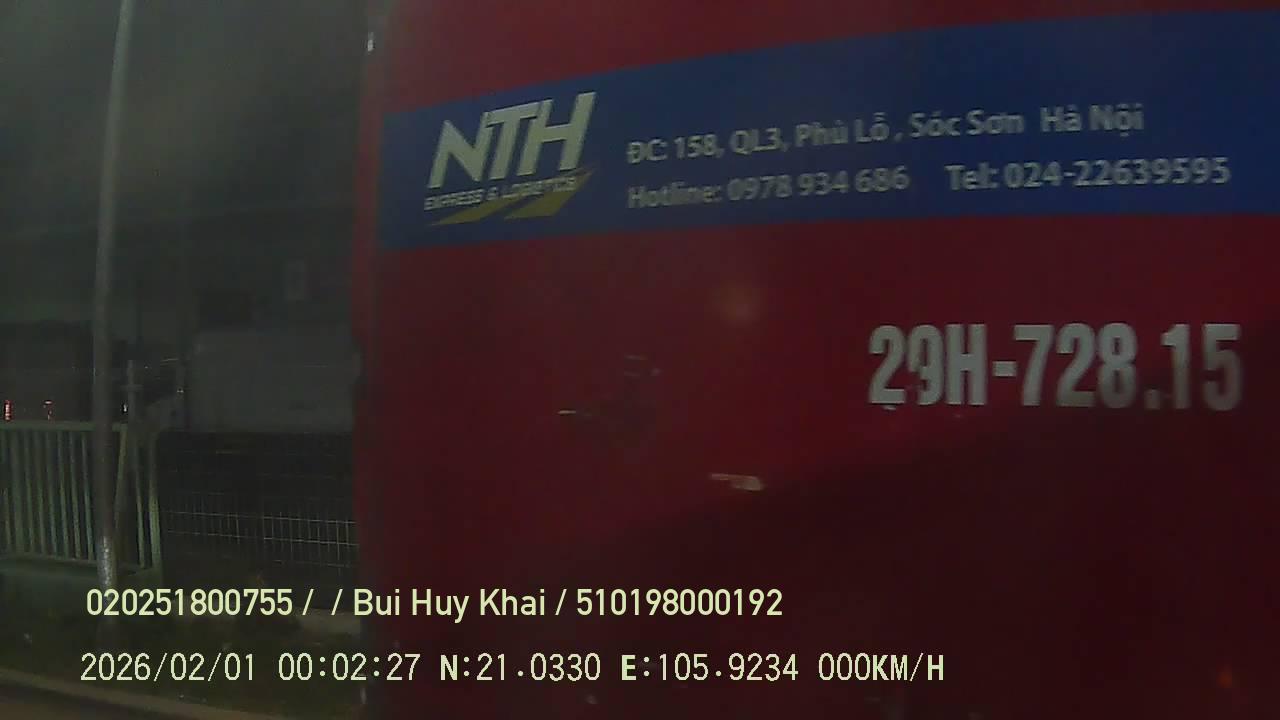 NTH
EXPRESS & LOGISTICS
ĐC: 158, QL3, Phù Lỗ , Sóc Sơn Hà Nội
Hotline: 0978 934 686 Tel: 024-22639595
29H-728.15
020251800755 / / Bui Huy Khai / 510198000192
2026/02/01 00:02:27 N:21.0330 E:105.9234 000KM/H